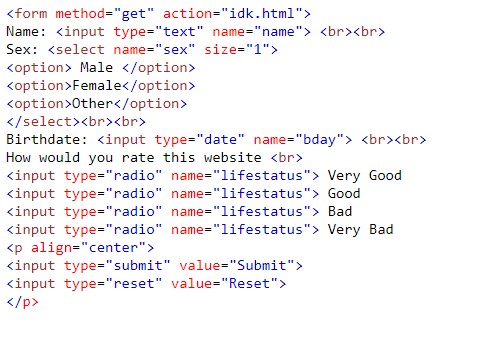 <form method="get" action="idk.html">
Name: <input type="text" name="name"> <br><br>
Sex: <select name="sex" size="1">
<option> Male </option>
<option>Female</option>
<option>Other</option>
</select><br><br>
Birthdate: <input type="date" name="bday"> <br><br>
How would you rate this website <br>
<input type="radio" name="lifestatus"> Very Good
<input type="radio" name="lifestatus"> Good
<input type="radio" name="lifestatus"> Bad
<input type="radio" name="lifestatus"> Very Bad
<p align="center">
<input type="submit" value="Submit">
<input type="reset" value="Reset">
</p>